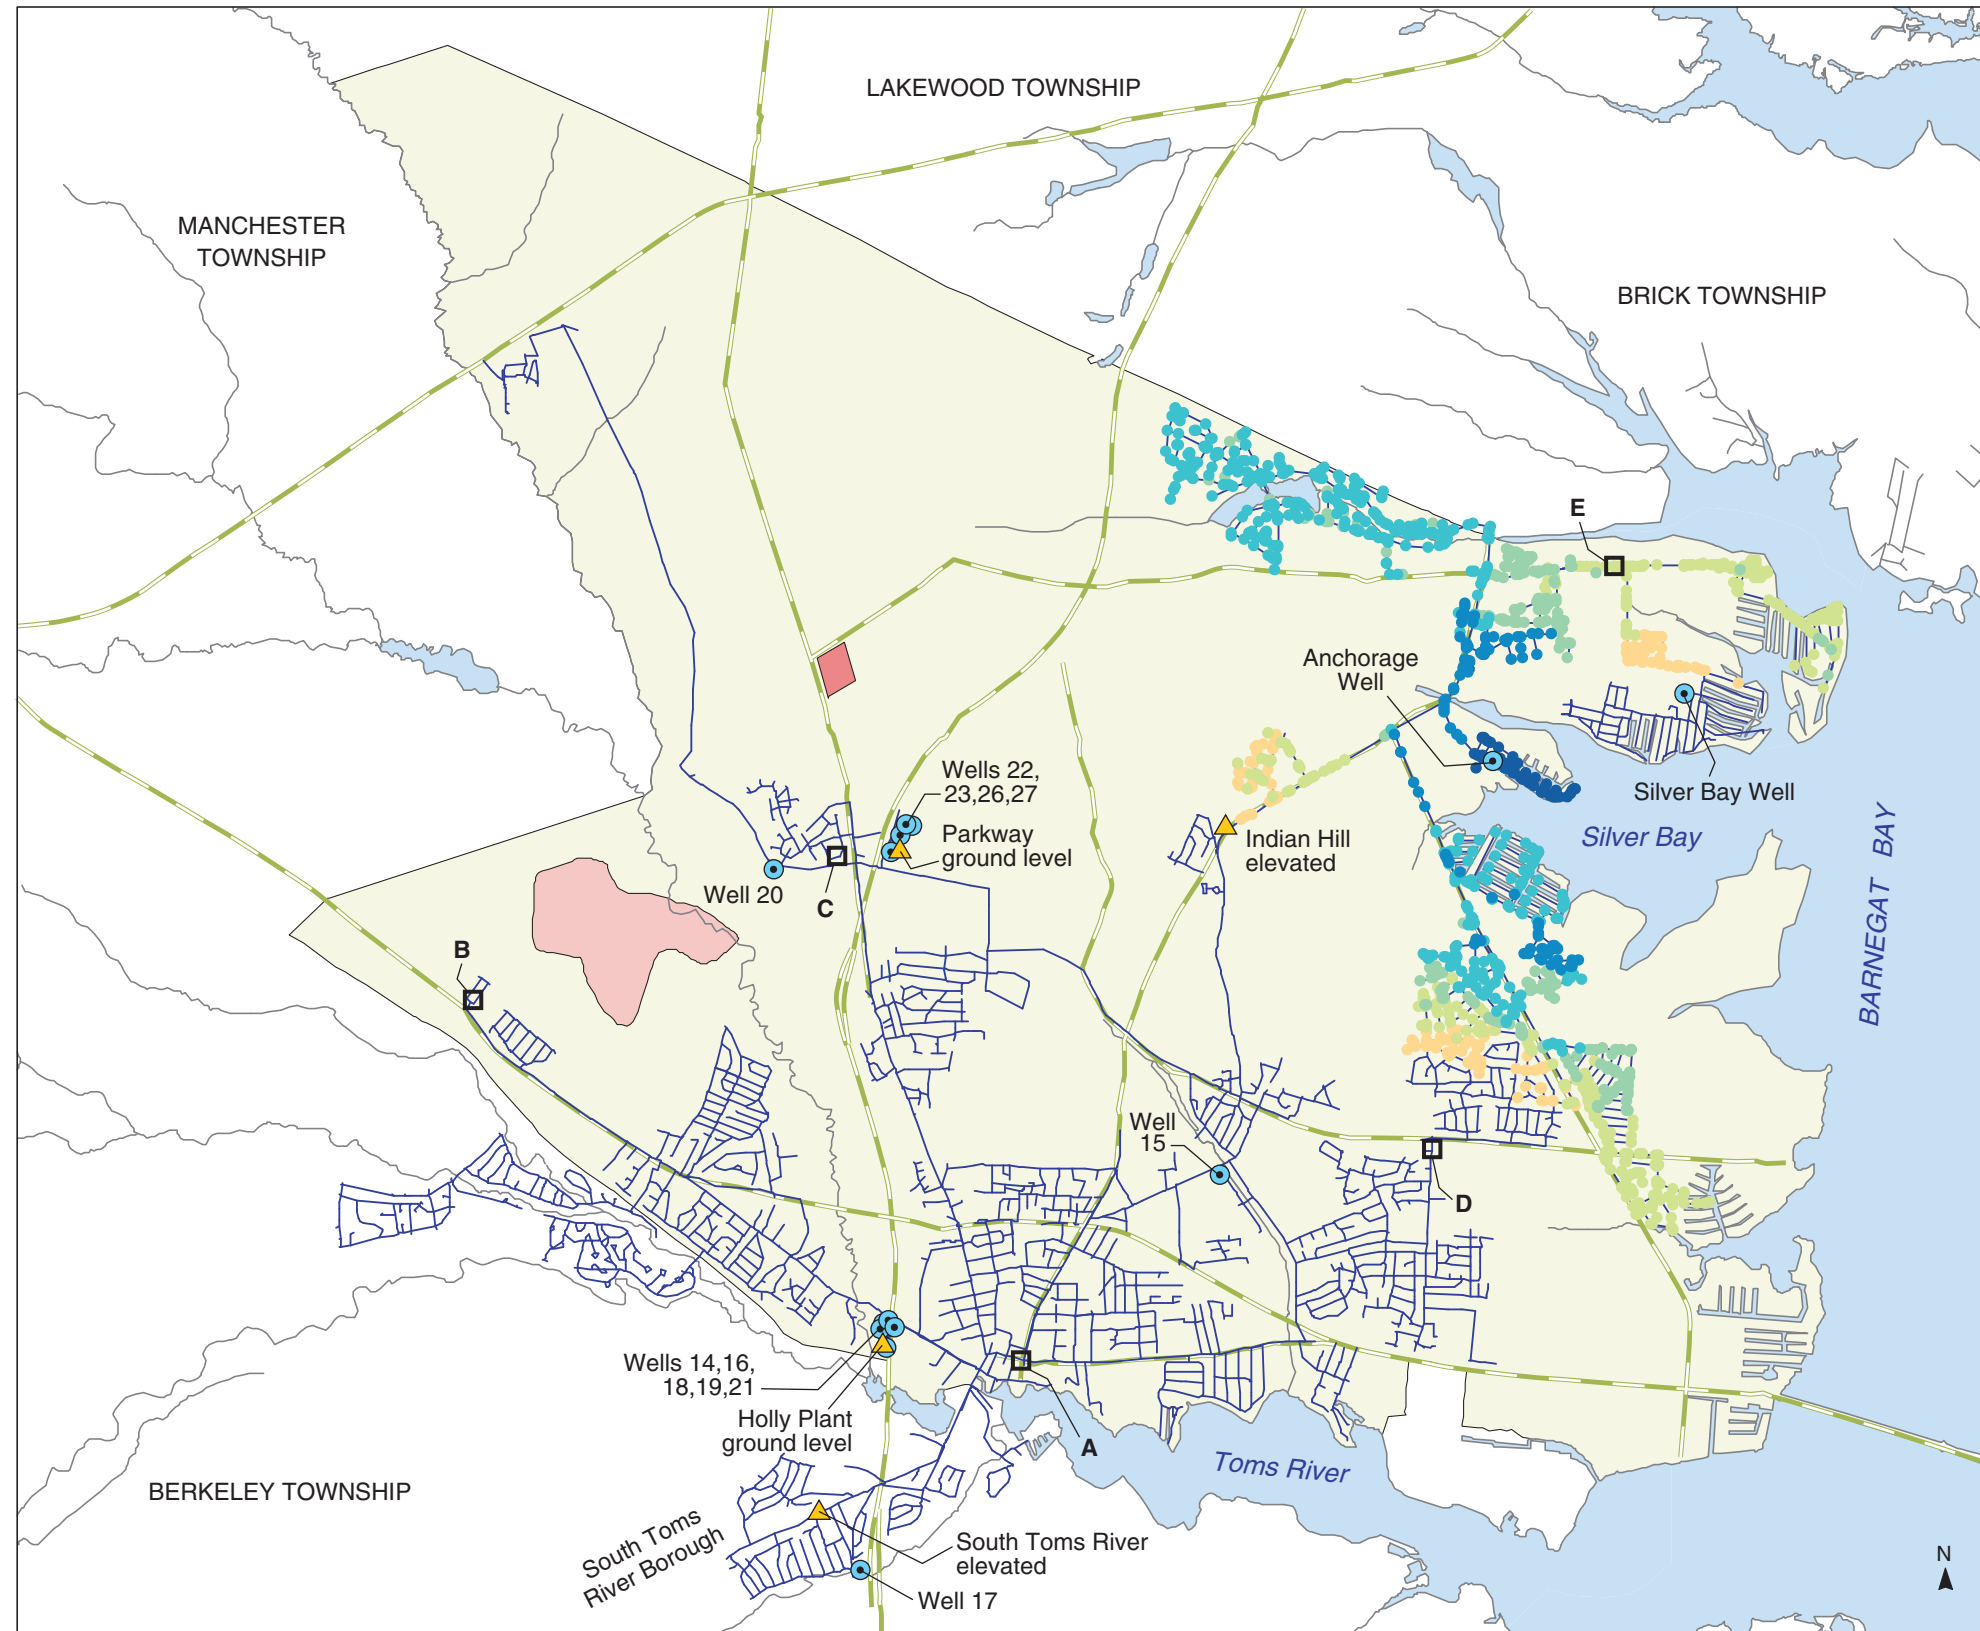 LAKEWOOD TOWNSHIP
MANCHESTER
TOWNSHIP
BRICK TOWNSHIP
E
Anchorage
Well
Silver Bay Well
Silver Bay
BARNEGAT BAY
Wells 22,
23,26,27
Parkway
ground level
Indian Hill
elevated
Well 20
C
B
Well
15
D
Wells 14,16,
18,19,21
Holly Plant
ground level
A
Toms River
BERKELEY TOWNSHIP
South Toms
River Borough
South Toms River
elevated
Well 17
N